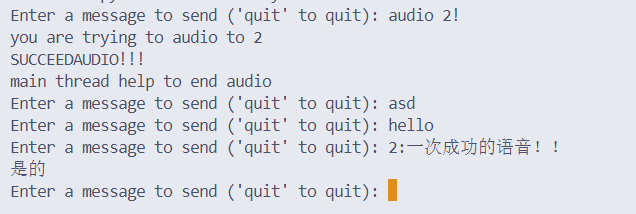 Enter a message to send ('quit' to quit): audio 2!
you are trying to audio to 2
SUCCEEDAUDIO!!!
main thread help to end audio
Enter a message to send ('quit' to quit): asd
Enter a message to send ('quit' to quit): hello
Enter a message to send ('quit' to quit): 2:一次成功的语音！！
是的
Enter a message to send ('quit' to quit):